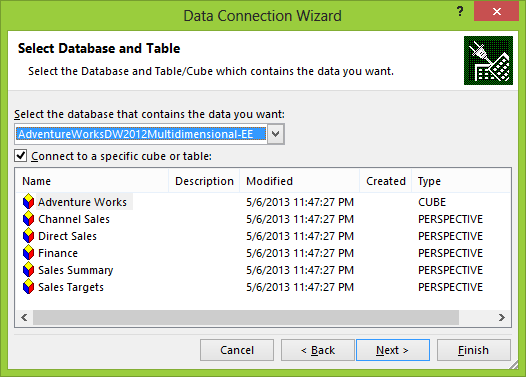 Data Connection Wizard
? ×
Select Database and Table
Select the Database and Table/Cube which contains the data you want.
Select the database that contains the data you want:
AdventureWorksDW2012Multidimensional-EE
Connect to a specific cube or table:
Name Description Modified Created Type
Adventure Works 5/6/2013 11:47:27 PM CUBE
Channel Sales 5/6/2013 11:47:27 PM PERSPECTIVE
Direct Sales 5/6/2013 11:47:27 PM PERSPECTIVE
Finance 5/6/2013 11:47:27 PM PERSPECTIVE
Sales Summary 5/6/2013 11:47:27 PM PERSPECTIVE
Sales Targets 5/6/2013 11:47:27 PM PERSPECTIVE
Cancel < Back Next > Finish